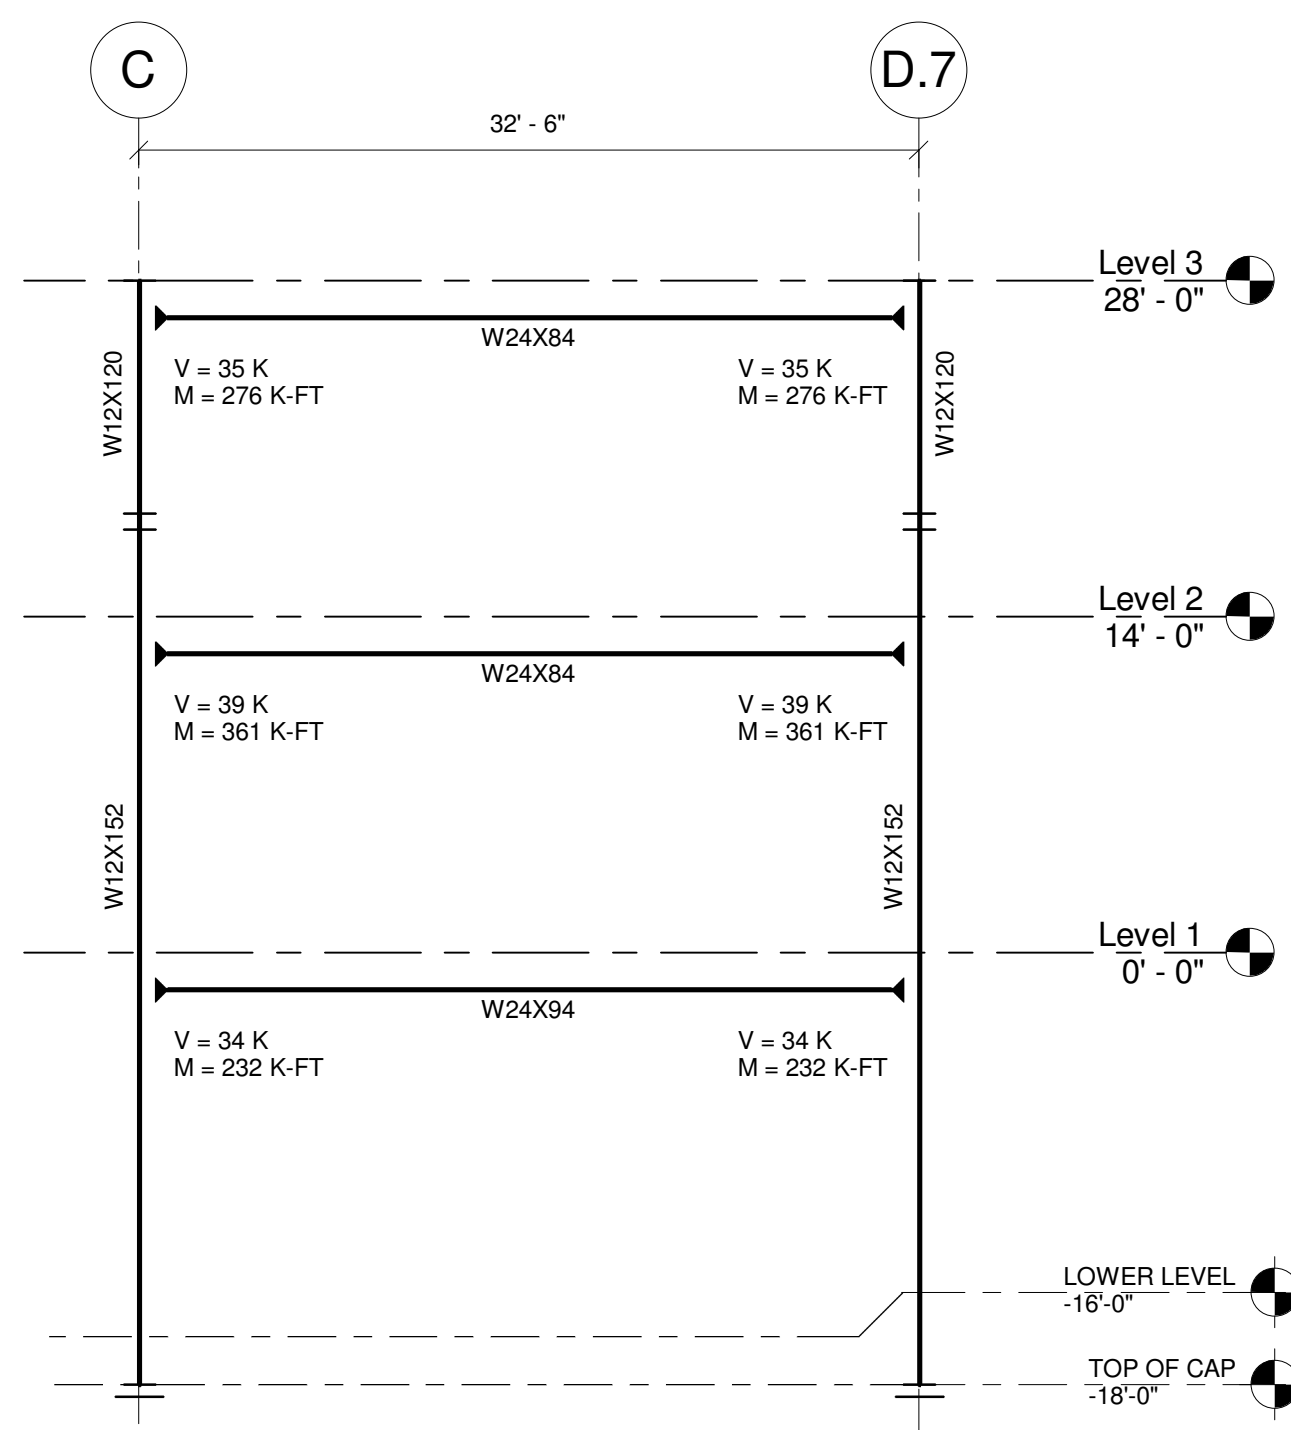 C
D.7
32' - 6"
Level 3
28' - 0"
W24X84
V = 35 K
M = 276 K-FT
V = 35 K
M = 276 K-FT
W12X120
W12X120
Level 2
14' - 0"
W24X84
V = 39 K
M = 361 K-FT
V = 39 K
M = 361 K-FT
W12X152
W12X152
Level 1
0' - 0"
W24X94
V = 34 K
M = 232 K-FT
V = 34 K
M = 232 K-FT
LOWER LEVEL
-16'-0"
TOP OF CAP
-18'-0"